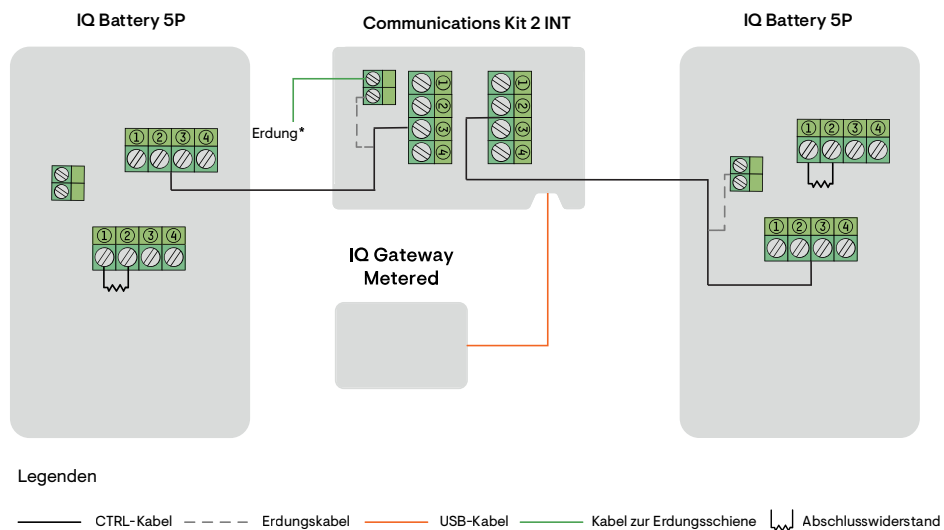 IQ Battery 5P
Communications Kit 2 INT
IQ Battery 5P
① ② ③ ④
① ② ③ ④
Erdung*
①
②
③
④
①
②
③
④
① ② ③ ④
① ② ③ ④
IQ Gateway
Metered
Legenden
CTRL-Kabel Erdungskabel USB-Kabel Kabel zur Erdungsschiene Abschlusswiderstand